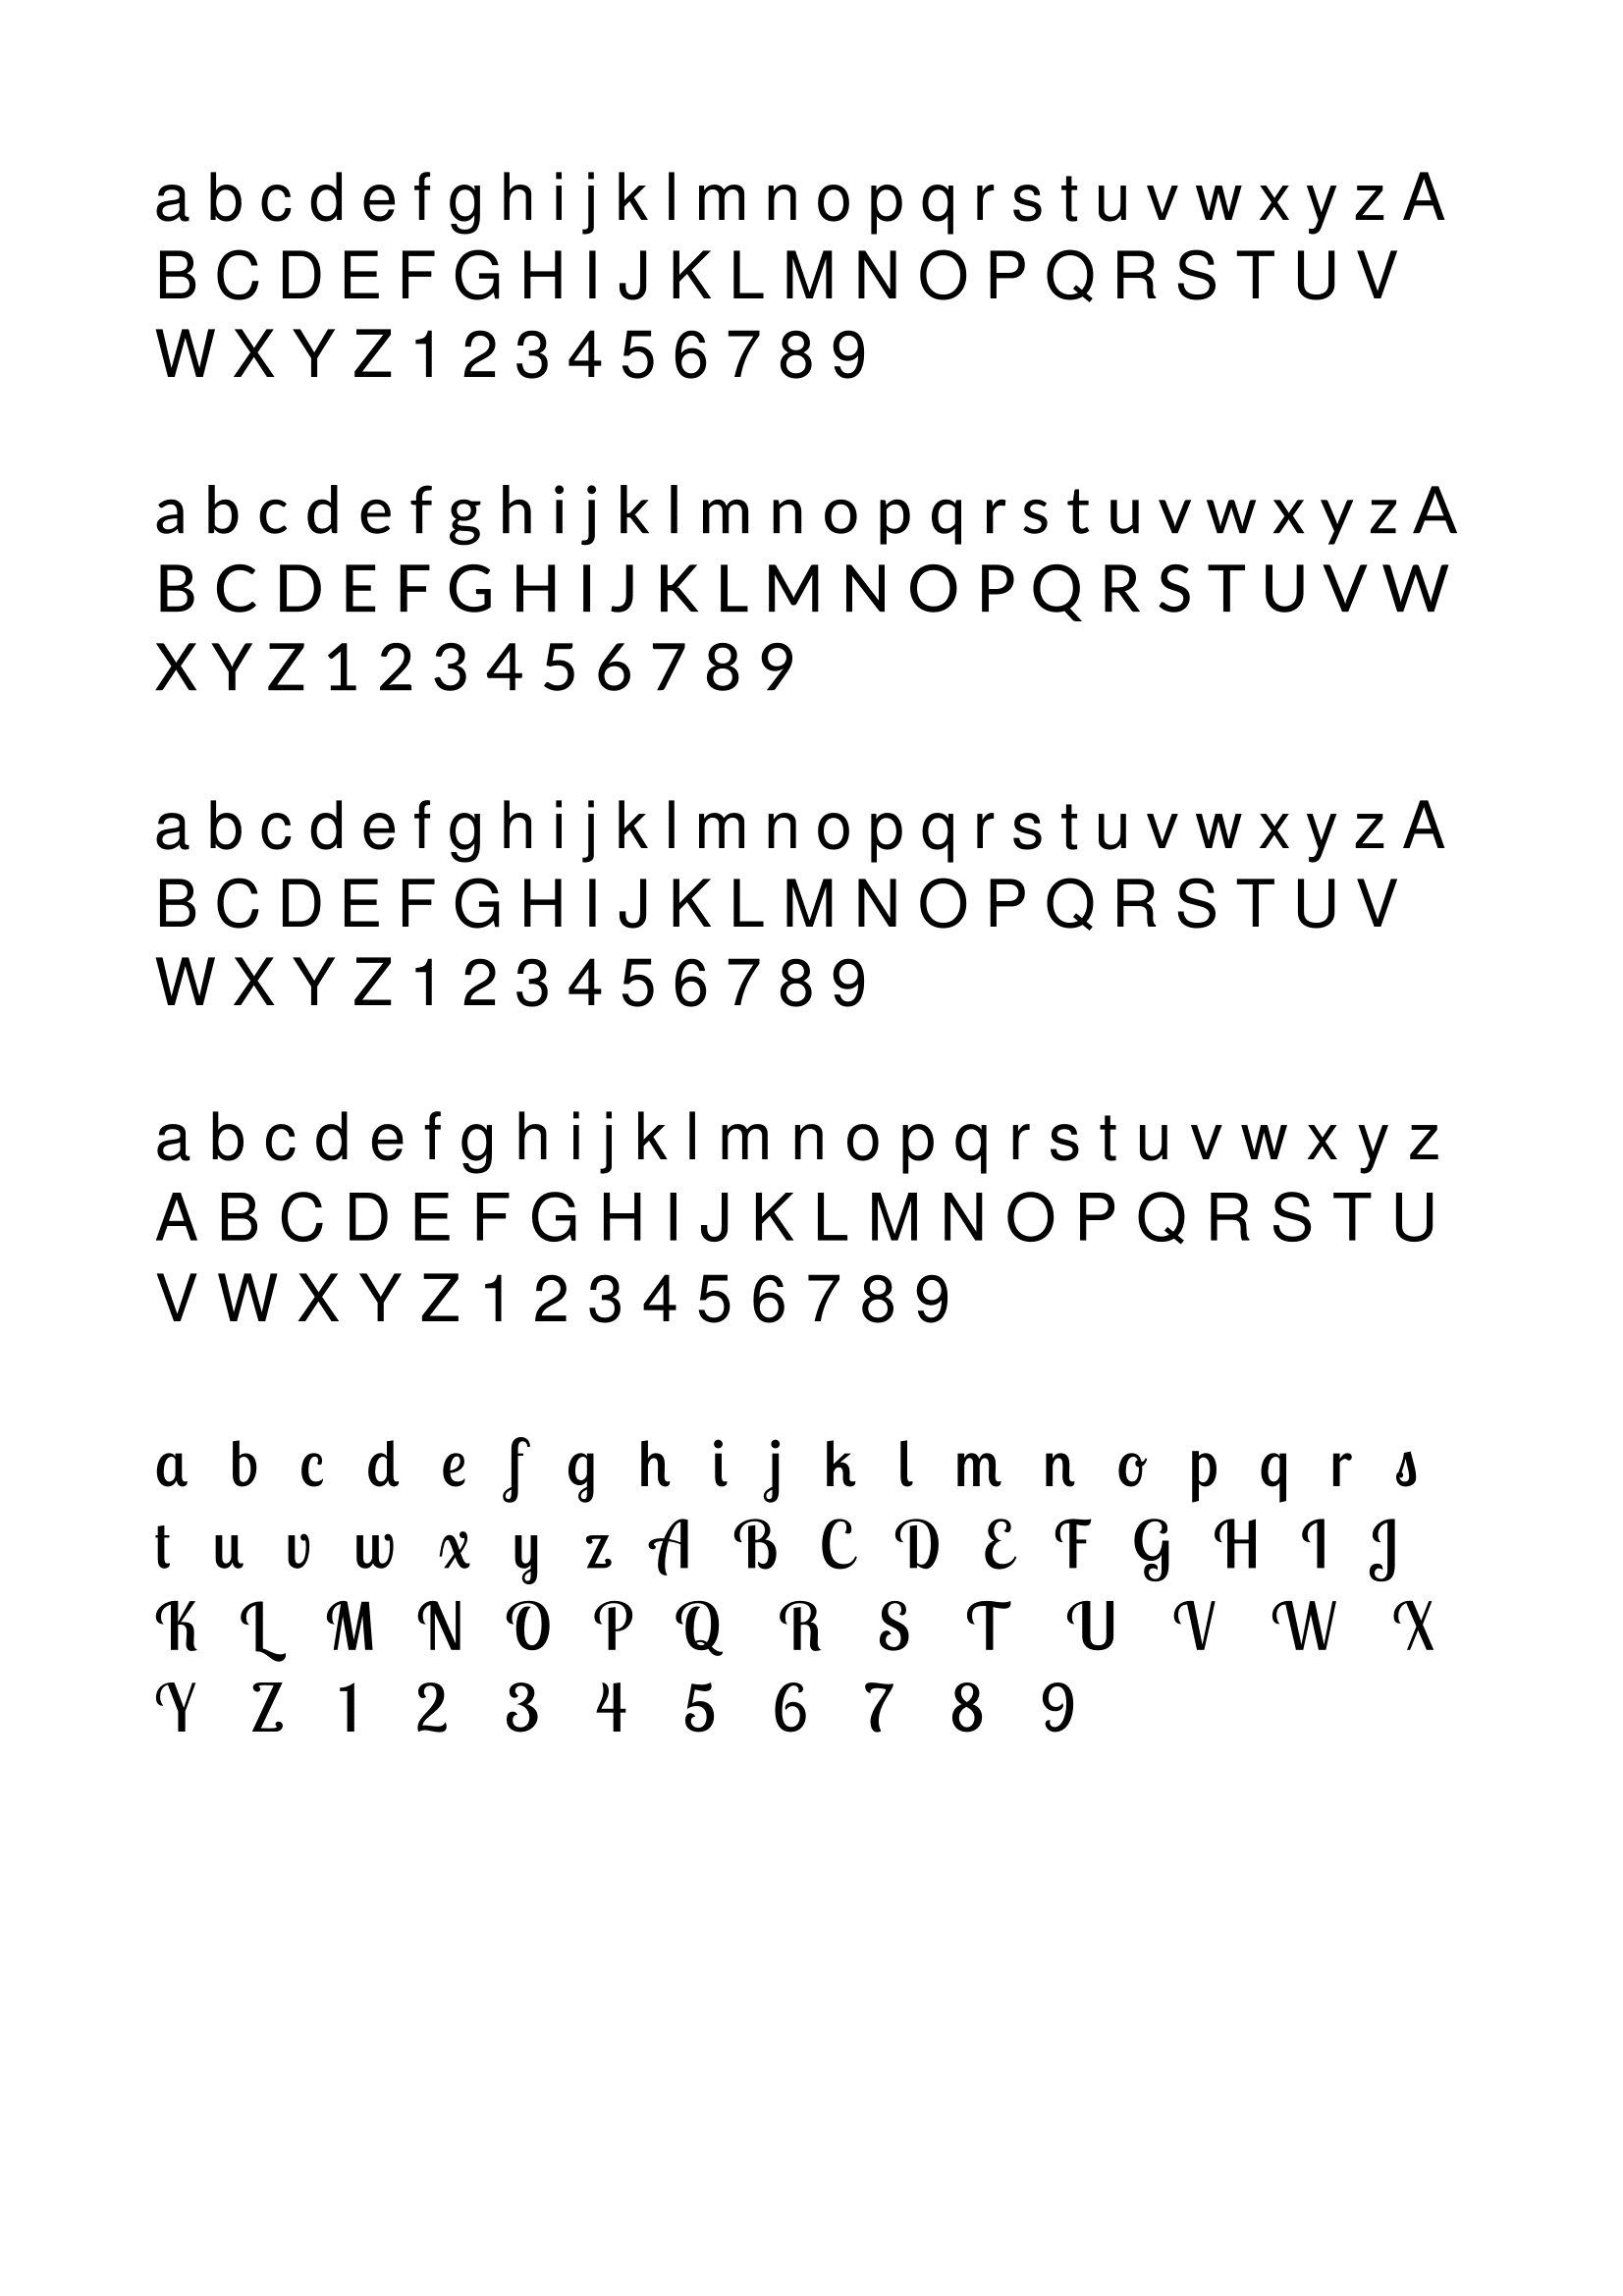 a b c d e f g h i j k l m n o p q r s t u v w x y z A
B C D E F G H I J K L M N O P Q R S T U V
W X Y Z 1 2 3 4 5 6 7 8 9
a b c d e f g h i j k l m n o p q r s t u v w x y z A
B C D E F G H I J K L M N O P Q R S T U V W
X Y Z 1 2 3 4 5 6 7 8 9
a b c d e f g h i j k l m n o p q r s t u v w x y z A
B C D E F G H I J K L M N O P Q R S T U V
W X Y Z 1 2 3 4 5 6 7 8 9
a b c d e f g h i j k l m n o p q r s t u v w x y z
A B C D E F G H I J K L M N O P Q R S T U
V W X Y Z 1 2 3 4 5 6 7 8 9
a b c d e f g h i j k l m n o p q r s
t u v w x y z A B C D E F G H I J
K L M N O P Q R S T U V W X
Y Z 1 2 3 4 5 6 7 8 9